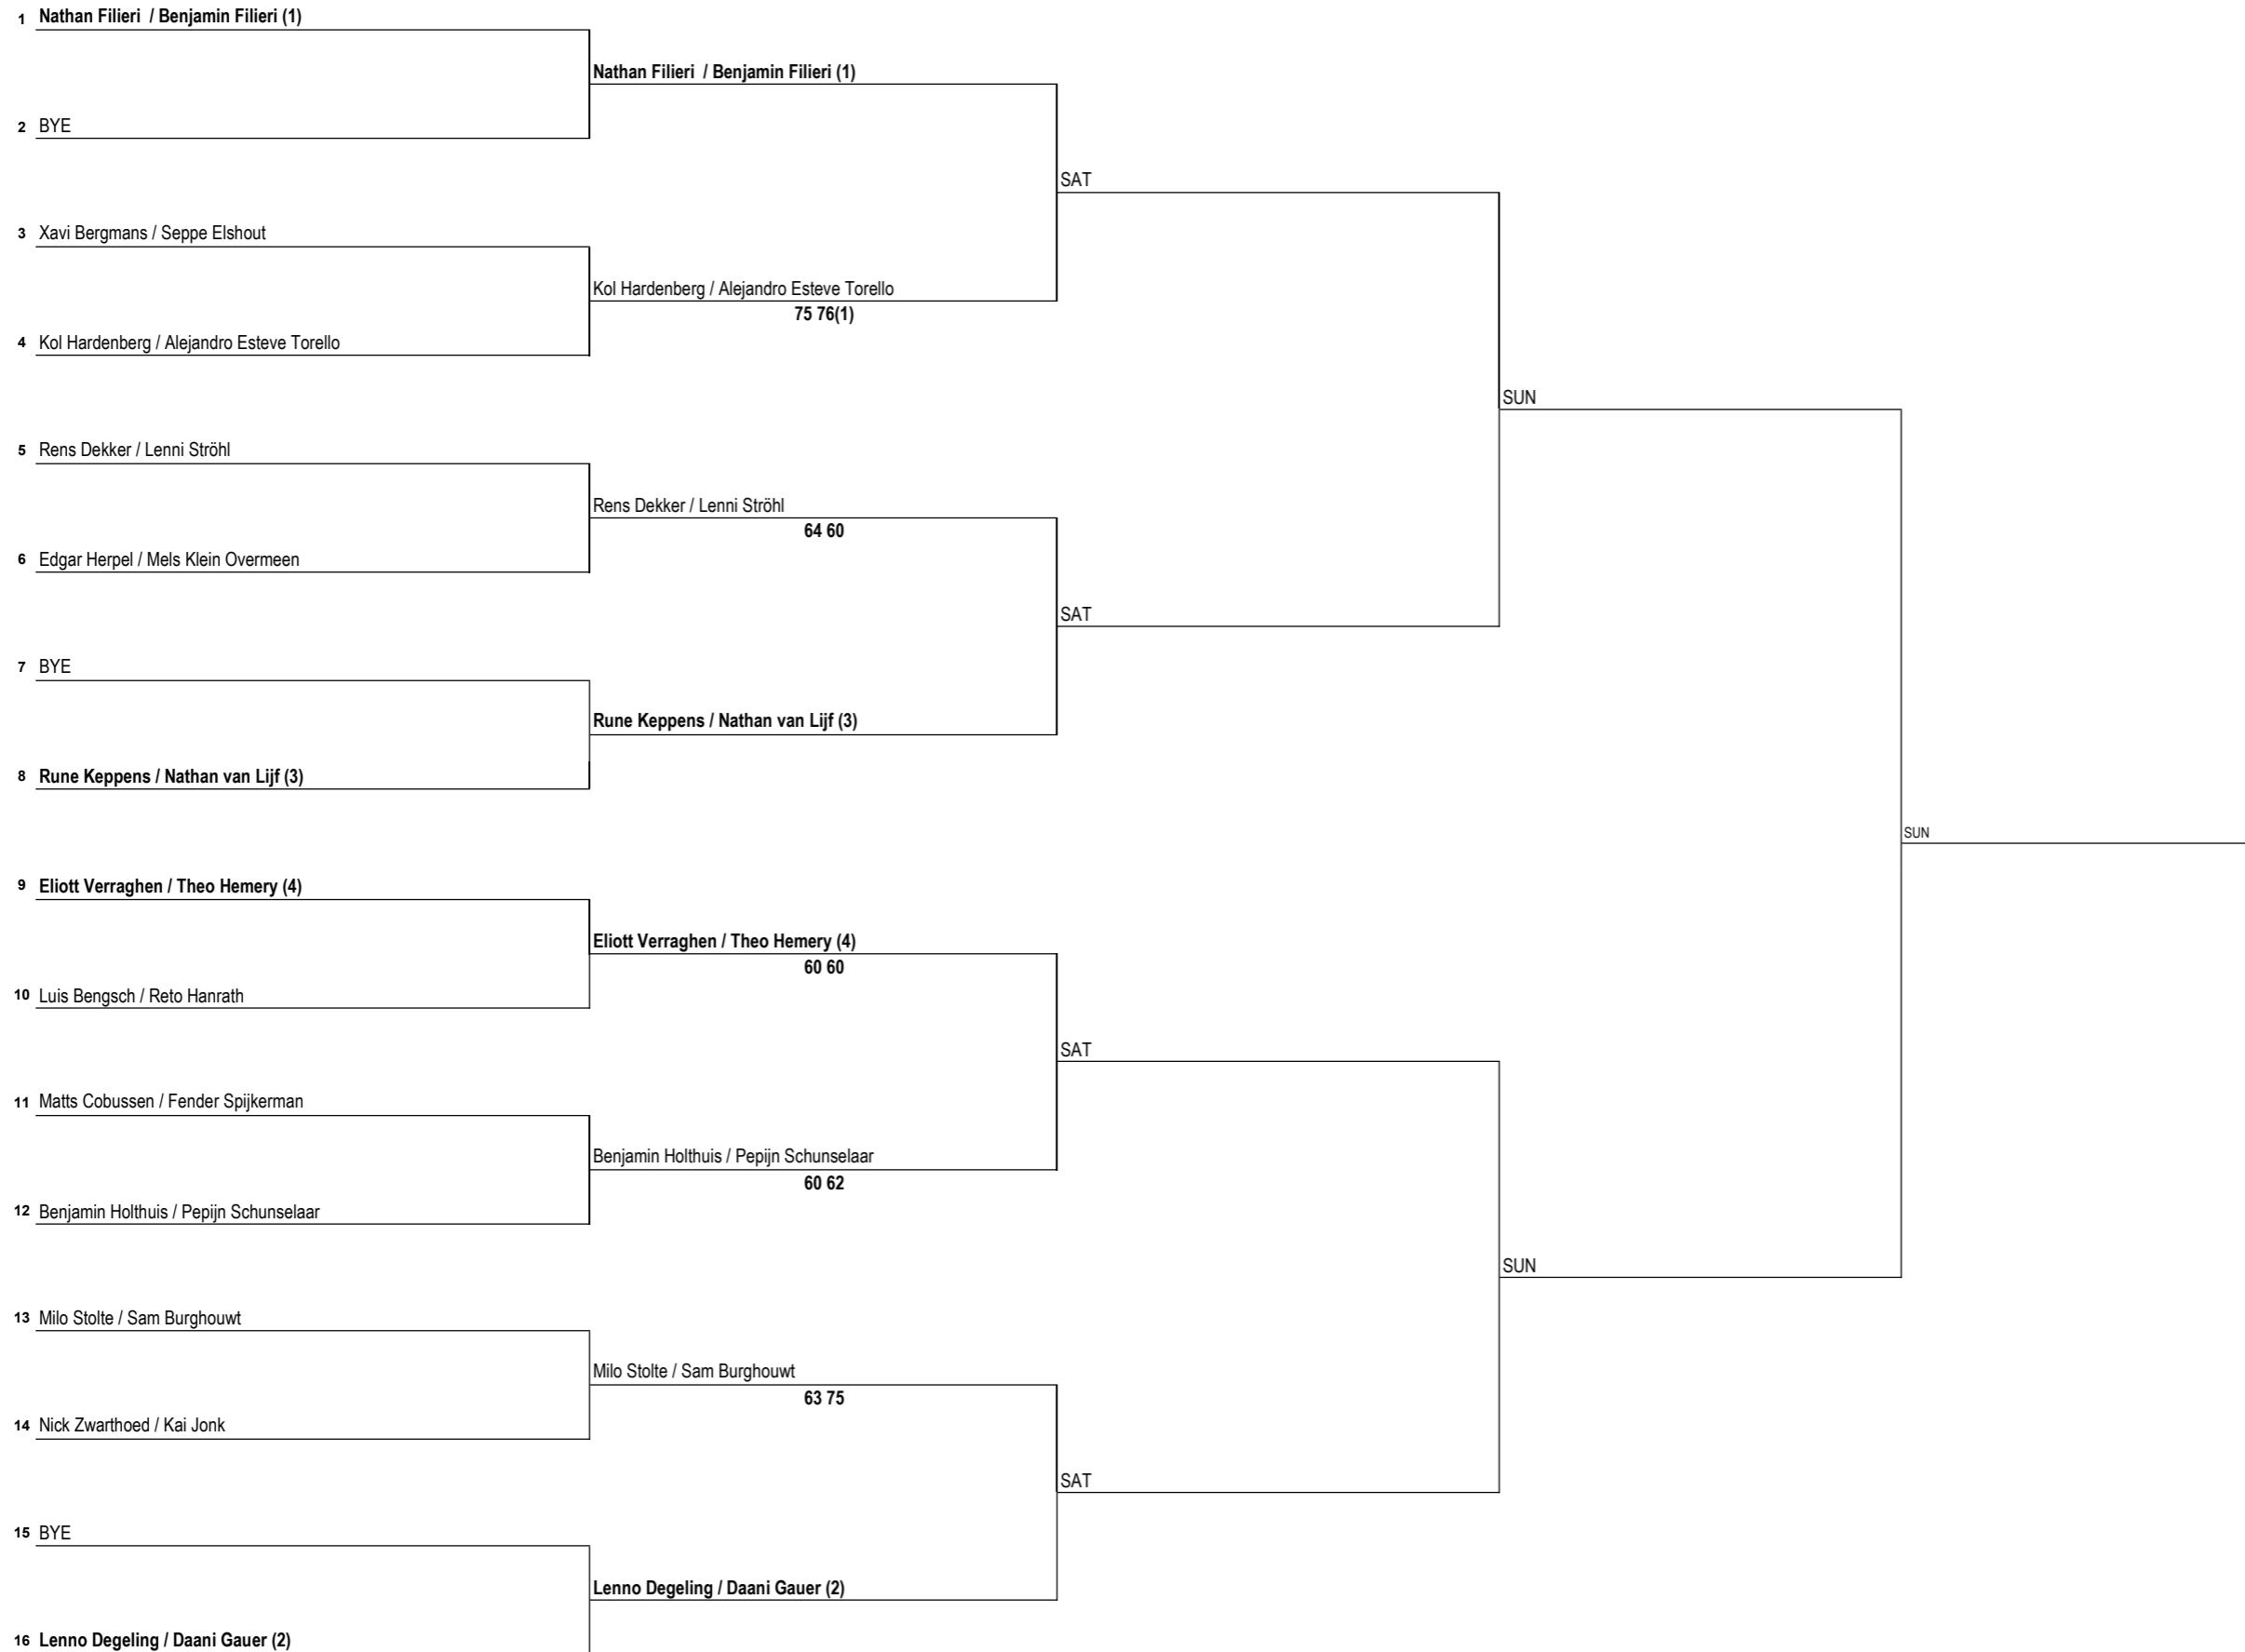 1 Nathan Filieri / Benjamin Filieri (1)
Nathan Filieri / Benjamin Filieri (1)
2 BYE
SAT
3 Xavi Bergmans / Seppe Elshout
Kol Hardenberg / Alejandro Esteve Torello
75 76(1)
4 Kol Hardenberg / Alejandro Esteve Torello
SUN
5 Rens Dekker / Lenni Ströhl
Rens Dekker / Lenni Ströhl
64 60
6 Edgar Herpel / Mels Klein Overmeen
SAT
7 BYE
Rune Keppens / Nathan van Lijf (3)
8 Rune Keppens / Nathan van Lijf (3)
SUN
9 Eliott Verraghen / Theo Hemery (4)
Eliott Verraghen / Theo Hemery (4)
60 60
10 Luis Bengsch / Reto Hanrath
SAT
11 Matts Cobussen / Fender Spijkerman
Benjamin Holthuis / Pepijn Schunselaar
60 62
12 Benjamin Holthuis / Pepijn Schunselaar
SUN
13 Milo Stolte / Sam Burghouwt
Milo Stolte / Sam Burghouwt
63 75
14 Nick Zwarthoed / Kai Jonk
SAT
15 BYE
Lenno Degeling / Daani Gauer (2)
16 Lenno Degeling / Daani Gauer (2)